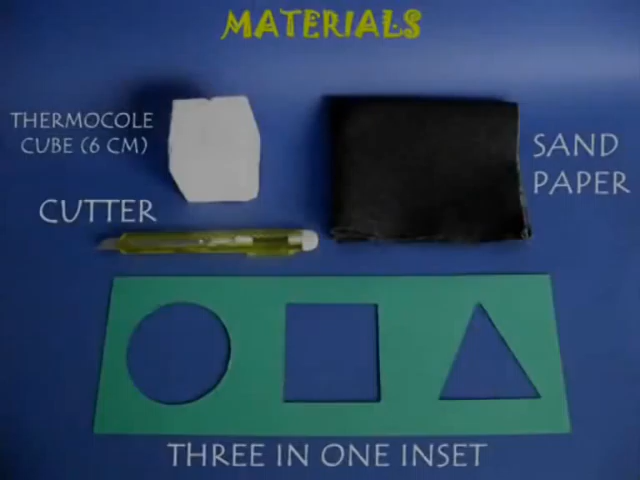 MATERIALS
THERMOCOLE
CUBE (6 CM)
SAND
PAPER
CUTTER
THREE IN ONE INSET